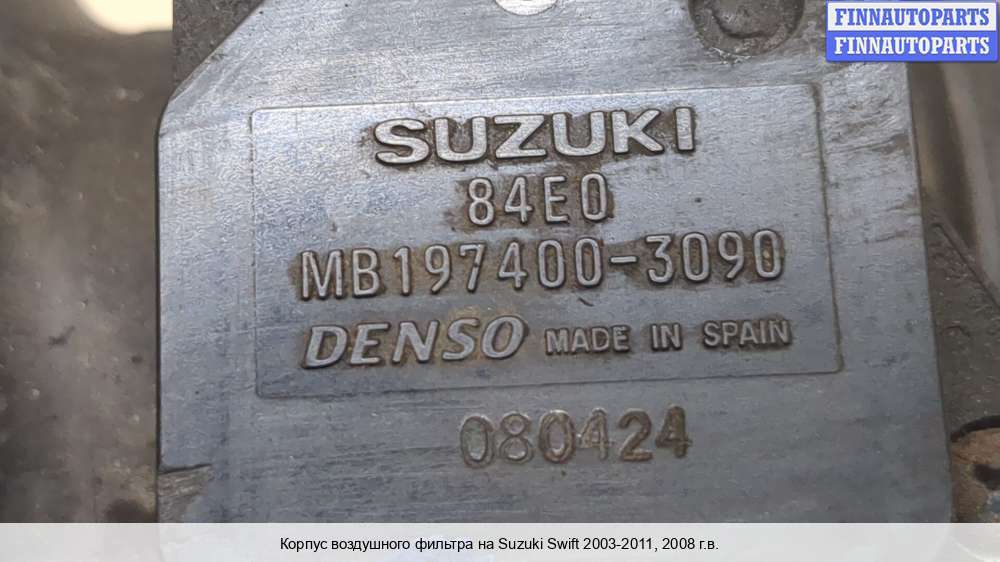 FINNAUTOPARTS
FINNAUTOPARTS
SUZUKI
84E0
MB197400-3090
DENSO MADE IN SPAIN
080424
Корпус воздушного фильтра на Suzuki Swift 2003-2011, 2008 г.в.